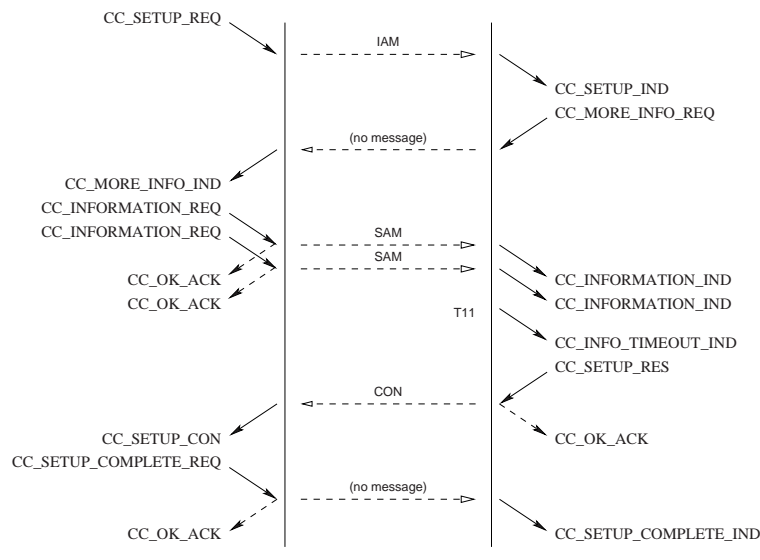 CC_SETUP_REQ
IAM
CC_SETUP_IND
CC_MORE_INFO_REQ
(no message)
CC_MORE_INFO_IND
CC_INFORMATION_REQ
CC_INFORMATION_REQ
SAM
SAM
CC_OK_ACK
CC_INFORMATION_IND
CC_OK_ACK
CC_INFORMATION_IND
T11
CC_INFO_TIMEOUT_IND
CC_SETUP_RES
CON
CC_SETUP_CON
CC_OK_ACK
CC_SETUP_COMPLETE_REQ
(no message)
CC_OK_ACK
CC_SETUP_COMPLETE_IND